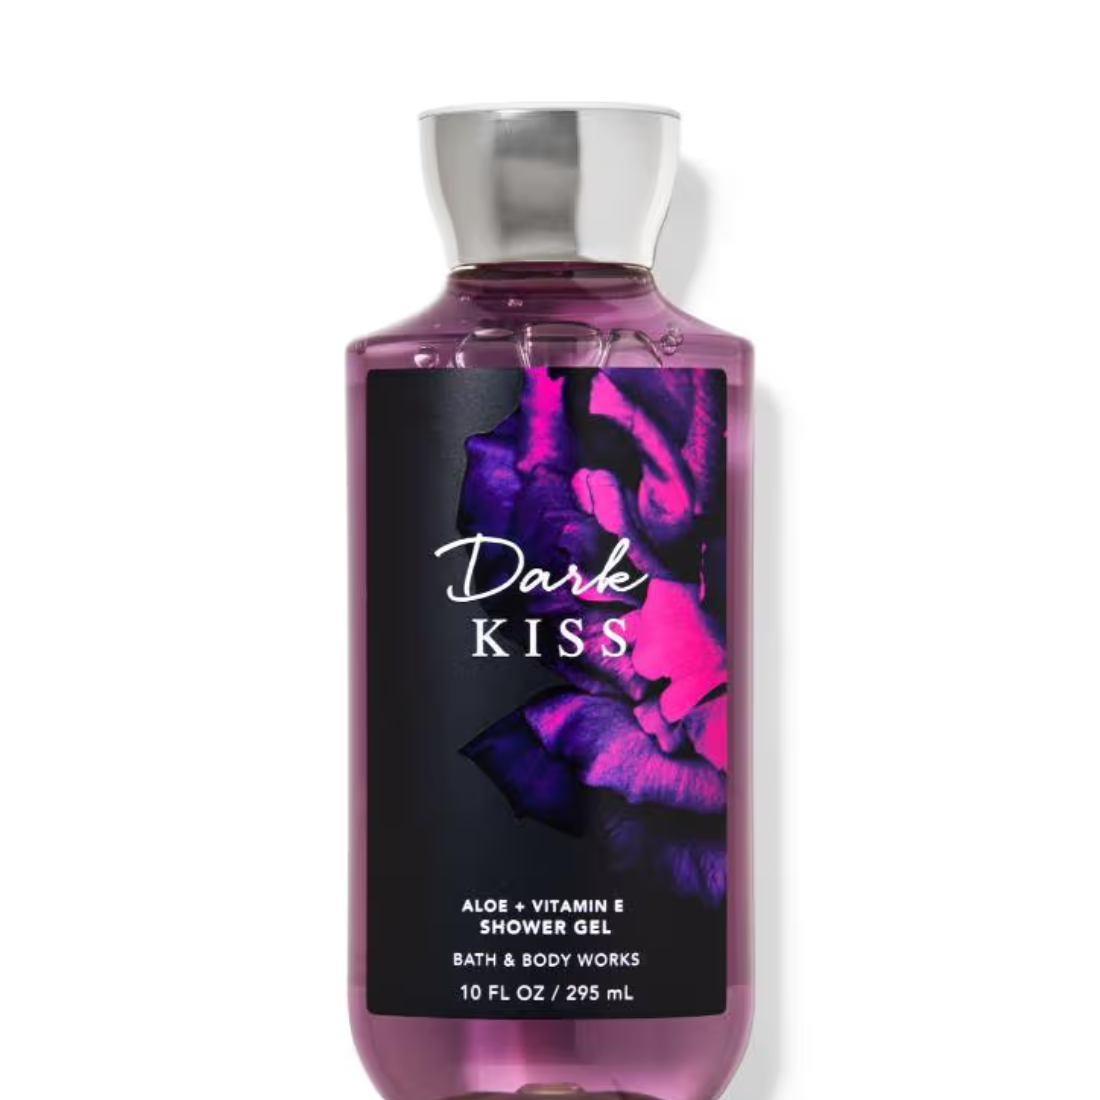 Dark
KISS
ALOE + VITAMIN E
SHOWER GEL
BATH & BODY WORKS
10 FL OZ / 295 mL